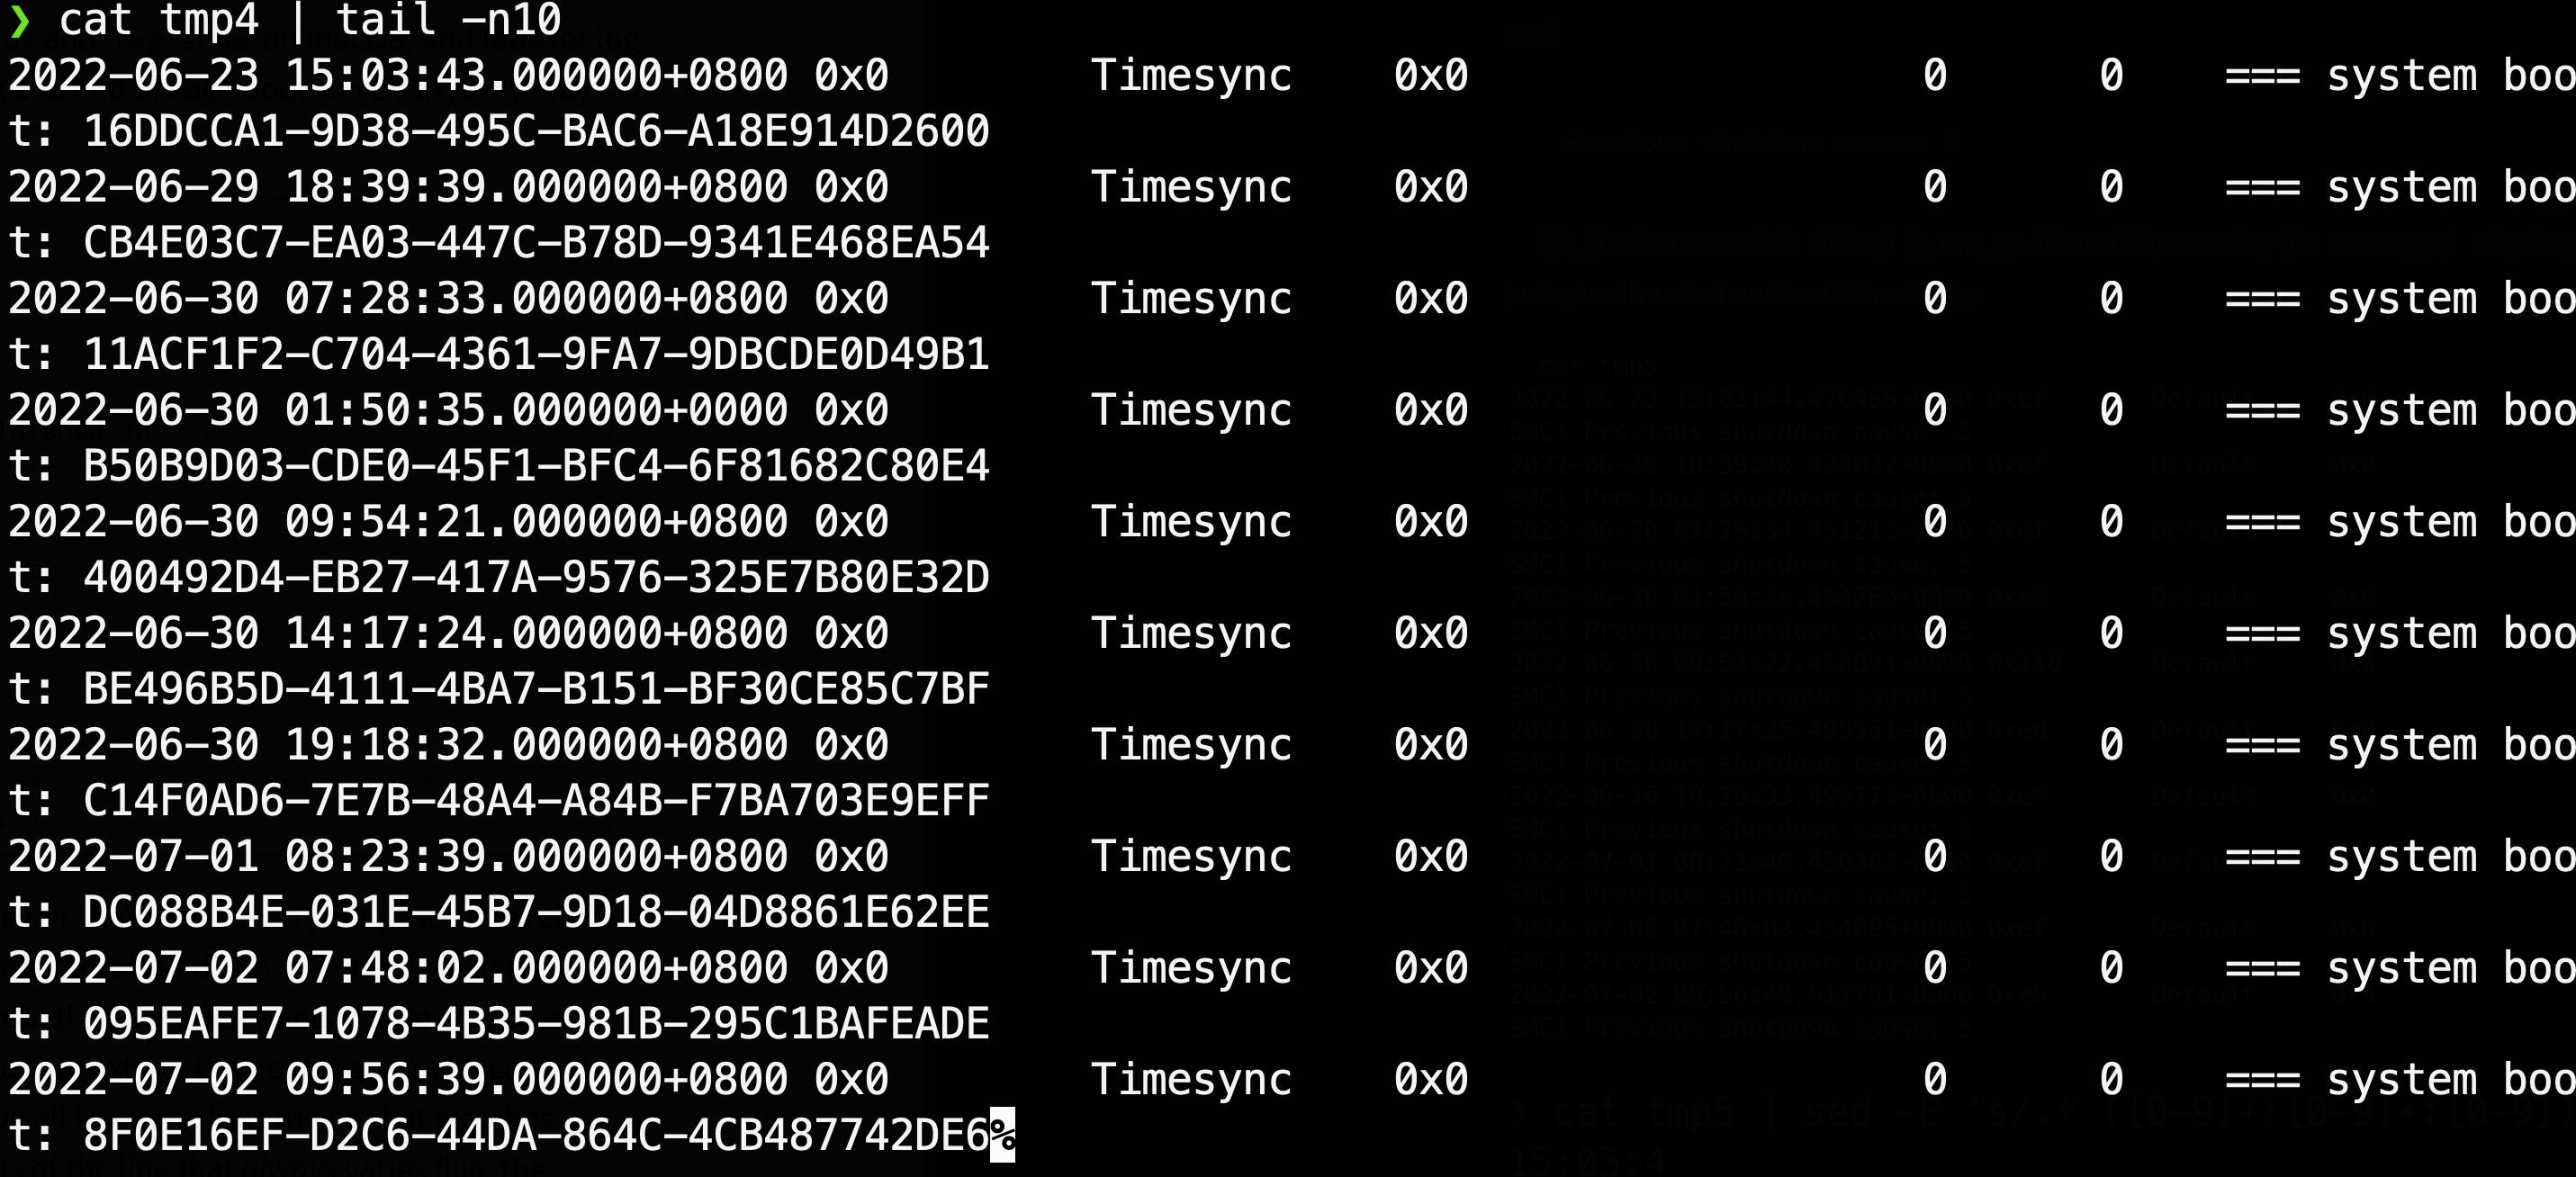 ❯ cat tmp4 | tail -n10
2022-06-23 15:03:43.000000+0800 0x0 Timesync 0x0 0 0 === system boo
t: 16DDCCA1-9D38-495C-BAC6-A18E914D2600
2022-06-29 18:39:39.000000+0800 0x0 Timesync 0x0 0 0 === system boo
t: CB4E03C7-EA03-447C-B78D-9341E468EA54
2022-06-30 07:28:33.000000+0800 0x0 Timesync 0x0 0 0 === system boo
t: 11ACF1F2-C704-4361-9FA7-9DBCDE0D49B1
2022-06-30 01:50:35.000000+0000 0x0 Timesync 0x0 0 0 === system boo
t: B50B9D03-CDE0-45F1-BFC4-6F81682C80E4
2022-06-30 09:54:21.000000+0800 0x0 Timesync 0x0 0 0 === system boo
t: 400492D4-EB27-417A-9576-325E7B80E32D
2022-06-30 14:17:24.000000+0800 0x0 Timesync 0x0 0 0 === system boo
t: BE496B5D-4111-4BA7-B151-BF30CE85C7BF
2022-06-30 19:18:32.000000+0800 0x0 Timesync 0x0 0 0 === system boo
t: C14F0AD6-7E7B-48A4-A84B-F7BA703E9EFF
2022-07-01 08:23:39.000000+0800 0x0 Timesync 0x0 0 0 === system boo
t: DC088B4E-031E-45B7-9D18-04D8861E62EE
2022-07-02 07:48:02.000000+0800 0x0 Timesync 0x0 0 0 === system boo
t: 095EAFE7-1078-4B35-981B-295C1BAFEADE
2022-07-02 09:56:39.000000+0800 0x0 Timesync 0x0 0 0 === system boo
t: 8F0E16EF-D2C6-44DA-864C-4CB487742DE6%